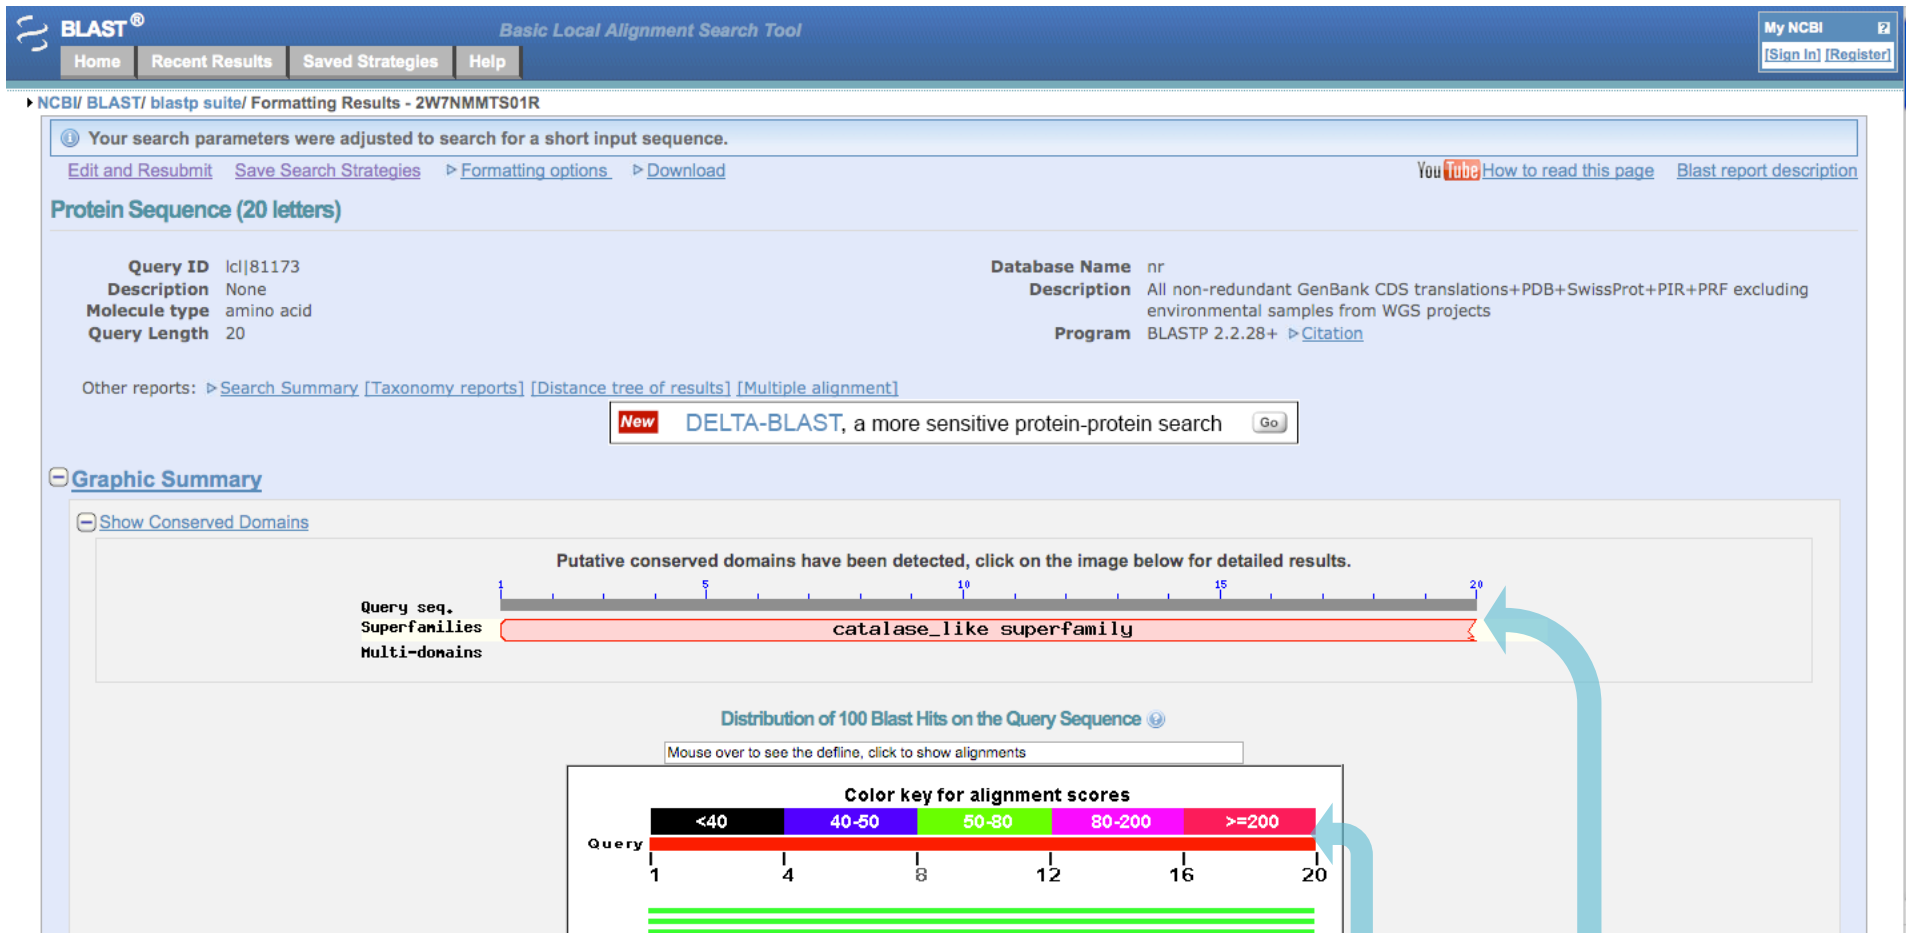 BLAST® Basic Local Alignment Search Tool My NCBI ?
[Sign In] [Register]
Home Recent Results Saved Strategies Help
NCBI/ BLAST/ blastp suite/ Formatting Results - 2W7NMMTS01R
Your search parameters were adjusted to search for a short input sequence.
Edit and Resubmit Save Search Strategies Formatting options Download YouTube How to read this page Blast report description
Protein Sequence (20 letters)
Query ID lcl|81173
Description None
Molecule type amino acid
Query Length 20
Database Name nr
Description All non-redundant GenBank CDS translations+PDB+SwissProt+PIR+PRF excluding
environmental samples from WGS projects
Program BLASTP 2.2.28+ Citation
Other reports: Search Summary [Taxonomy reports] [Distance tree of results] [Multiple alignment]
New DELTA-BLAST, a more sensitive protein-protein search Go
Graphic Summary
Show Conserved Domains
Putative conserved domains have been detected, click on the image below for detailed results.
1 5 10 15 20
Query seq.
Superfamilies catalase_like superfamily
Multi-domains
Distribution of 100 Blast Hits on the Query Sequence ?
Mouse over to see the defline, click to show alignments
Color key for alignment scores
<40 40-50 50-80 80-200 >=200
Query
1 4 8 12 16 20